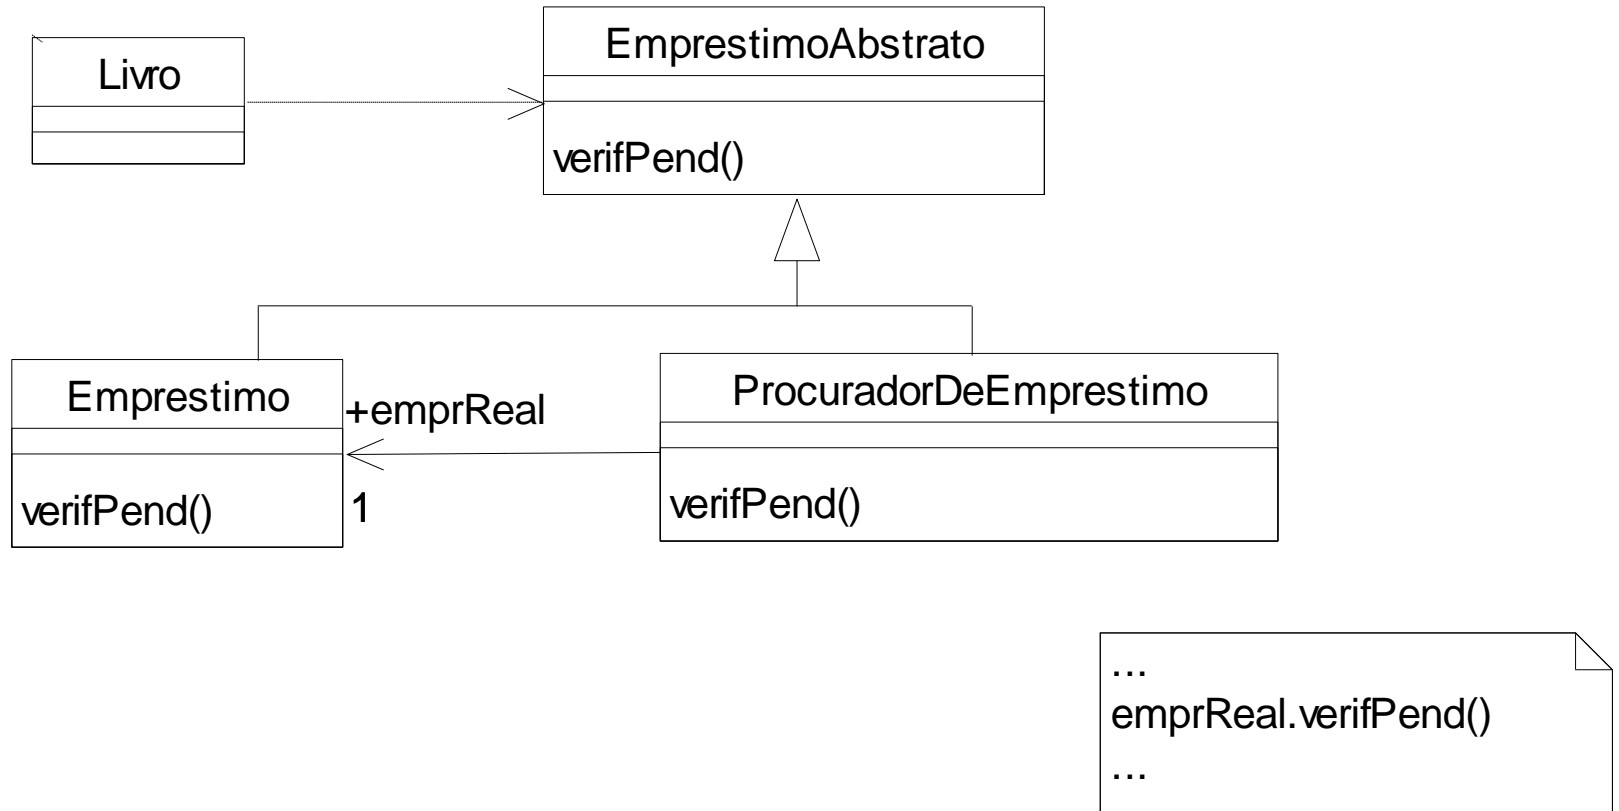 Livro
EmprestimoAbstrato
verifPend()
Emprestimo
verifPend()
+emprReal
1
ProcuradorDeEmprestimo
verifPend()
...
emprReal.verifPend()
...